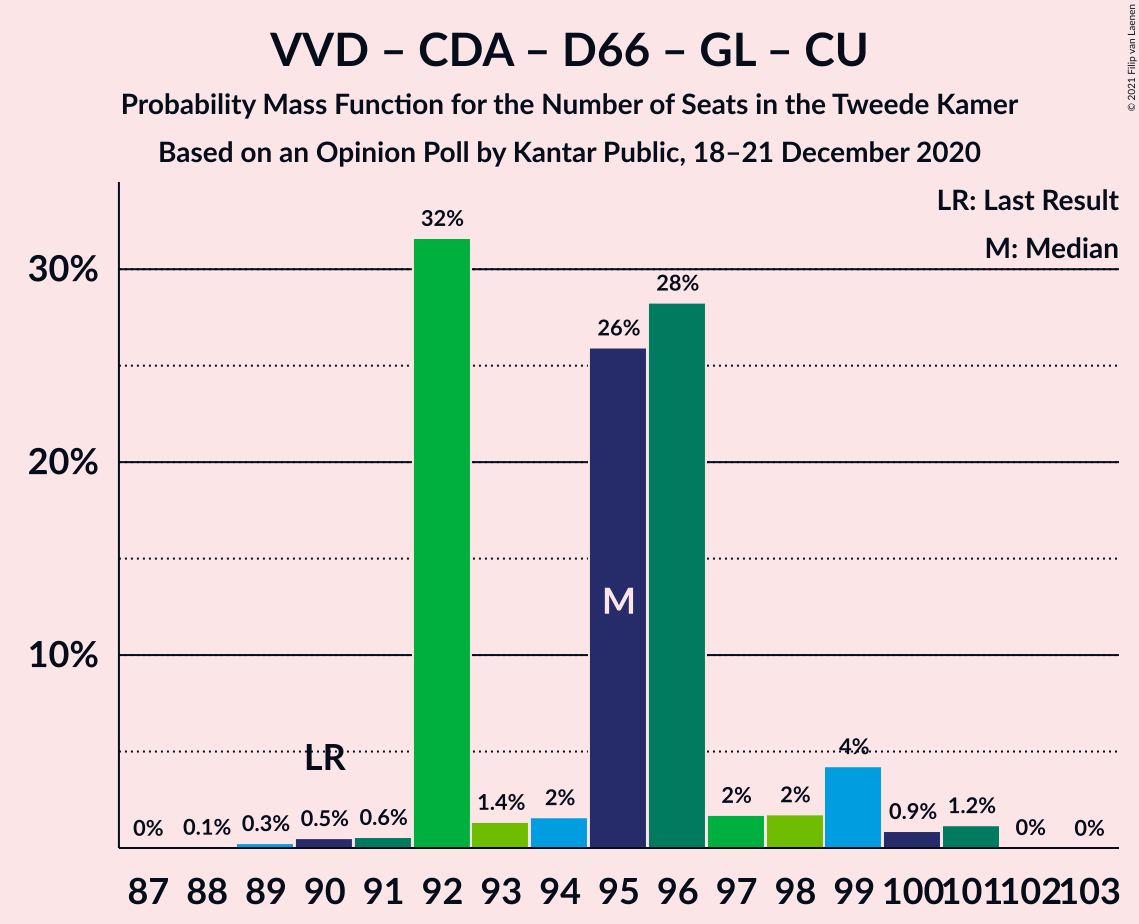 VVD – CDA – D66 – GL – CU
Probability Mass Function for the Number of Seats in the Tweede Kamer
Based on an Opinion Poll by Kantar Public, 18–21 December 2020
© 2021 Filip van Laenen
LR: Last Result
M: Median
30%
20%
10%
0% 0.1% 0.3% 0.5% 0.6% 32% 1.4% 2% 26% 28% 2% 2% 4% 0.9% 1.2% 0% 0%
LR
M
87 88 89 90 91 92 93 94 95 96 97 98 99 100 101 102 103